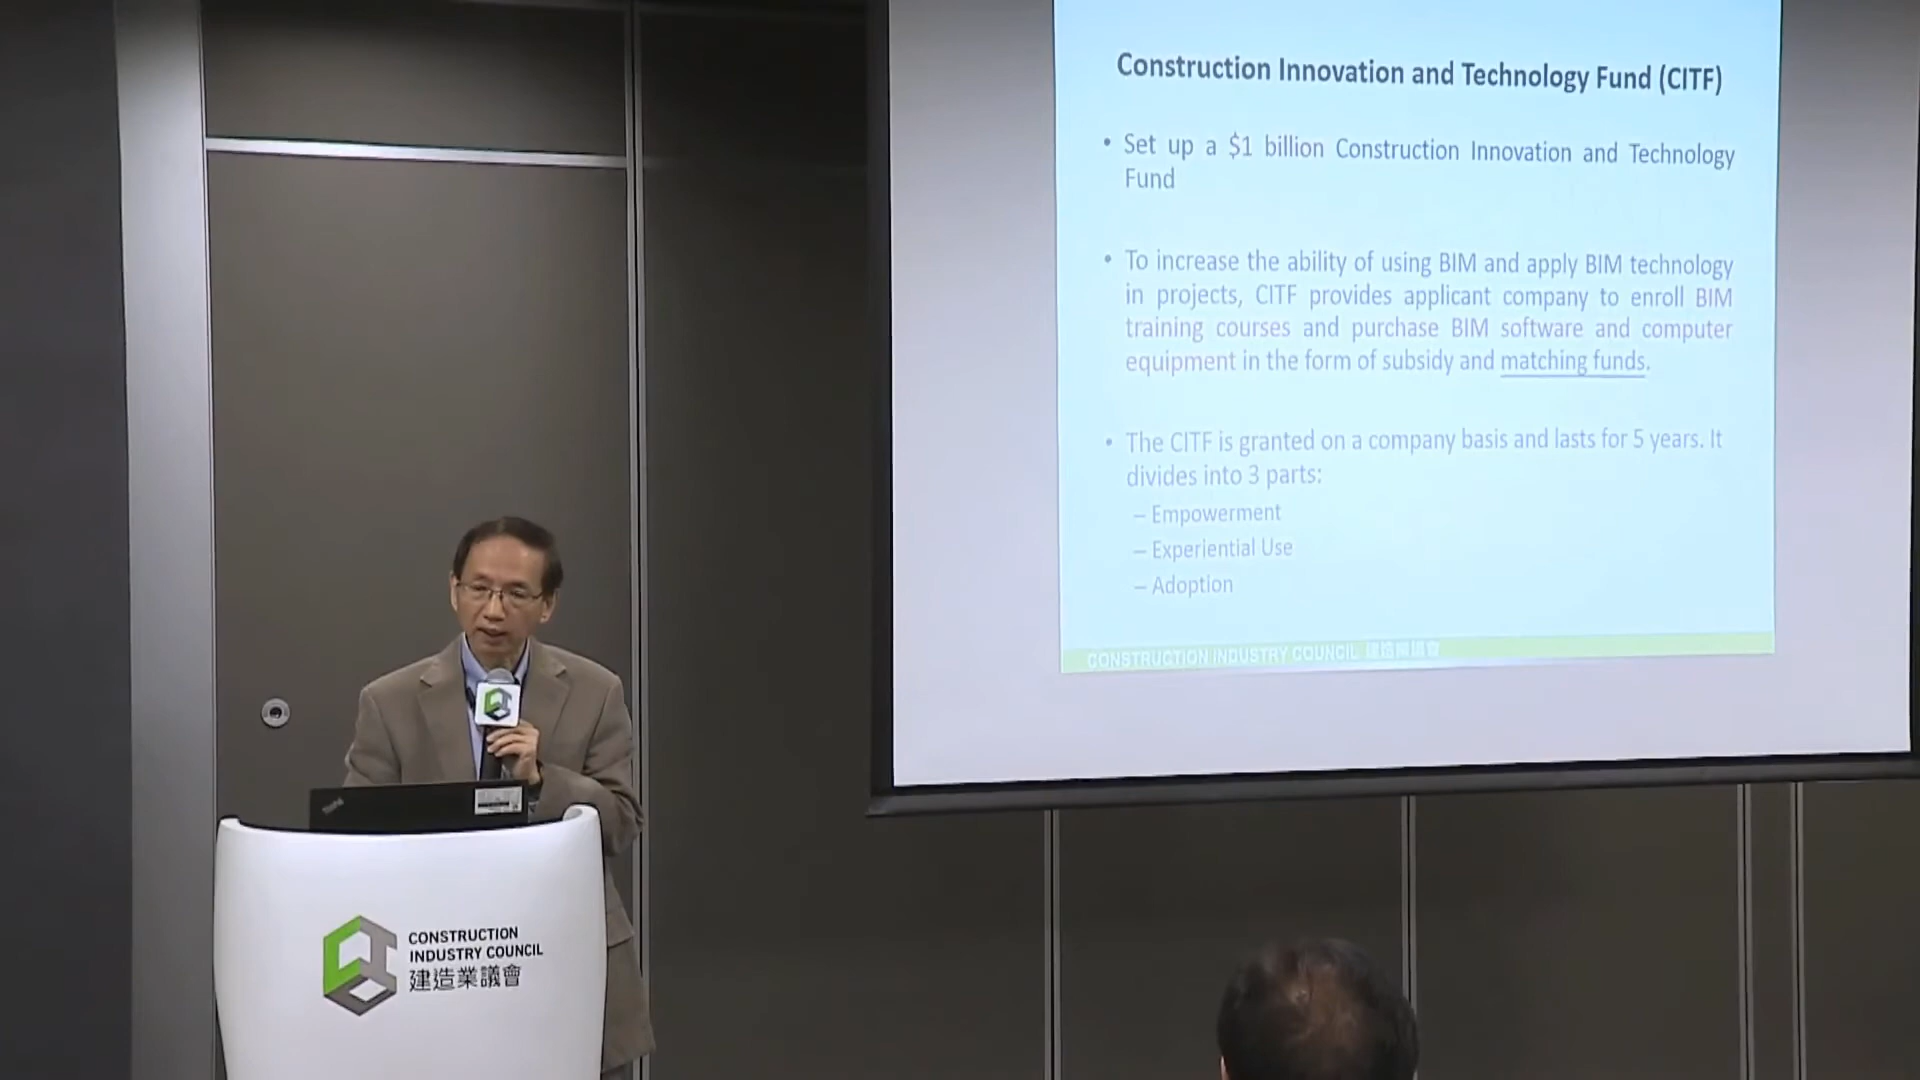 Construction Innovation and Technology Fund (CITF)
• Set up a $1 billion Construction Innovation and Technology
Fund
• To increase the ability of using BIM and apply BIM technology
in projects, CITF provides applicant company to enroll BIM
training courses and purchase BIM software and computer
equipment in the form of subsidy and matching funds.
• The CITF is granted on a company basis and lasts for 5 years. It
divides into 3 parts:
– Empowerment
– Experiential Use
– Adoption
CONSTRUCTION INDUSTRY COUNCIL 建造業議會
CONSTRUCTION
INDUSTRY COUNCIL
建造業議會